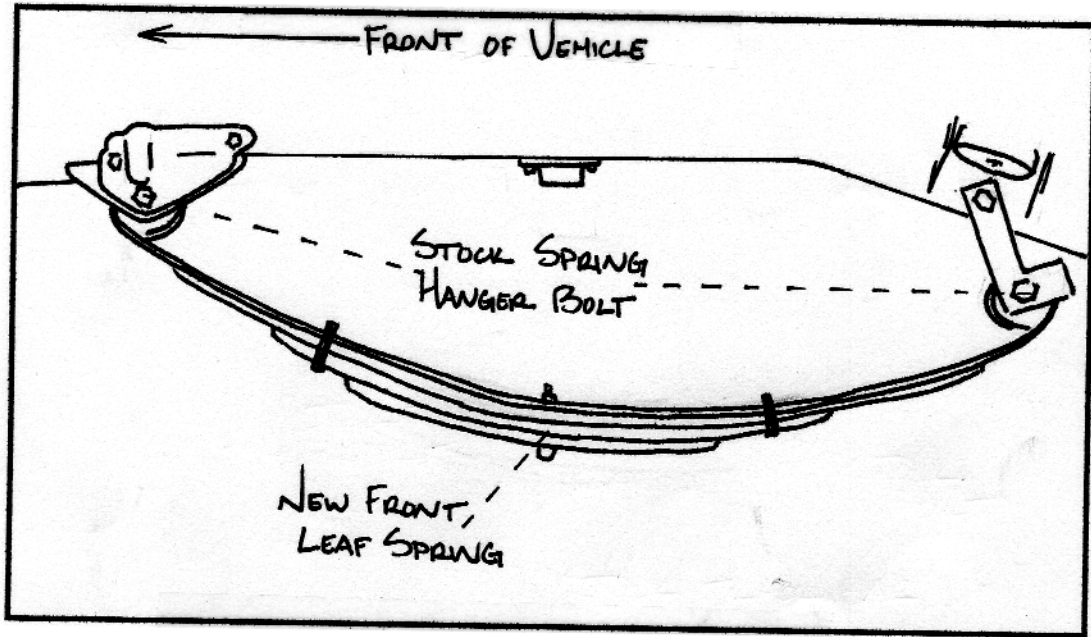 FRONT OF VEHICLE
STOCK SPRING
HANGER BOLT
NEW FRONT,
LEAF SPRING